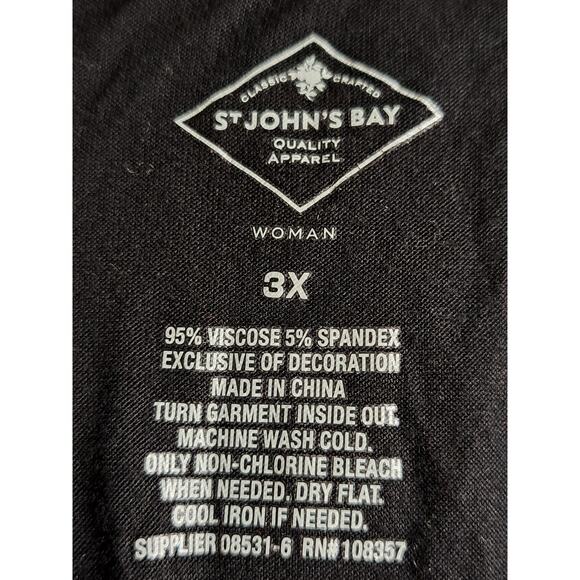 CLASSIC CRAFTED
ST JOHN'S BAY
QUALITY
APPAREL
WOMAN
3X
95% VISCOSE 5% SPANDEX
EXCLUSIVE OF DECORATION
MADE IN CHINA
TURN GARMENT INSIDE OUT.
MACHINE WASH COLD.
ONLY NON-CHLORINE BLEACH
WHEN NEEDED. DRY FLAT.
COOL IRON IF NEEDED.
SUPPLIER 08531-6 RN#108357